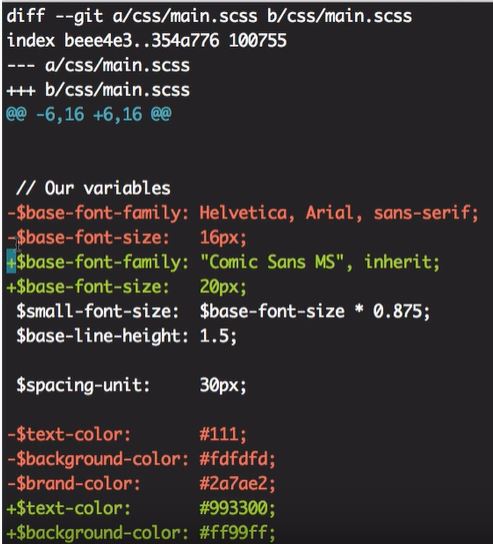 diff --git a/css/main.scss b/css/main.scss
index beee4e3..354a776 100755
--- a/css/main.scss
+++ b/css/main.scss
@@ -6,16 +6,16 @@
// Our variables
-$base-font-family: Helvetica, Arial, sans-serif;
-$base-font-size:   16px;
+$base-font-family: "Comic Sans MS", inherit;
+$base-font-size:   20px;
 $small-font-size:  $base-font-size * 0.875;
 $base-line-height: 1.5;
 $spacing-unit:     30px;
-$text-color:       #111;
-$background-color: #fdfdfd;
-$brand-color:      #2a7ae2;
+$text-color:       #993300;
+$background-color: #ff99ff;